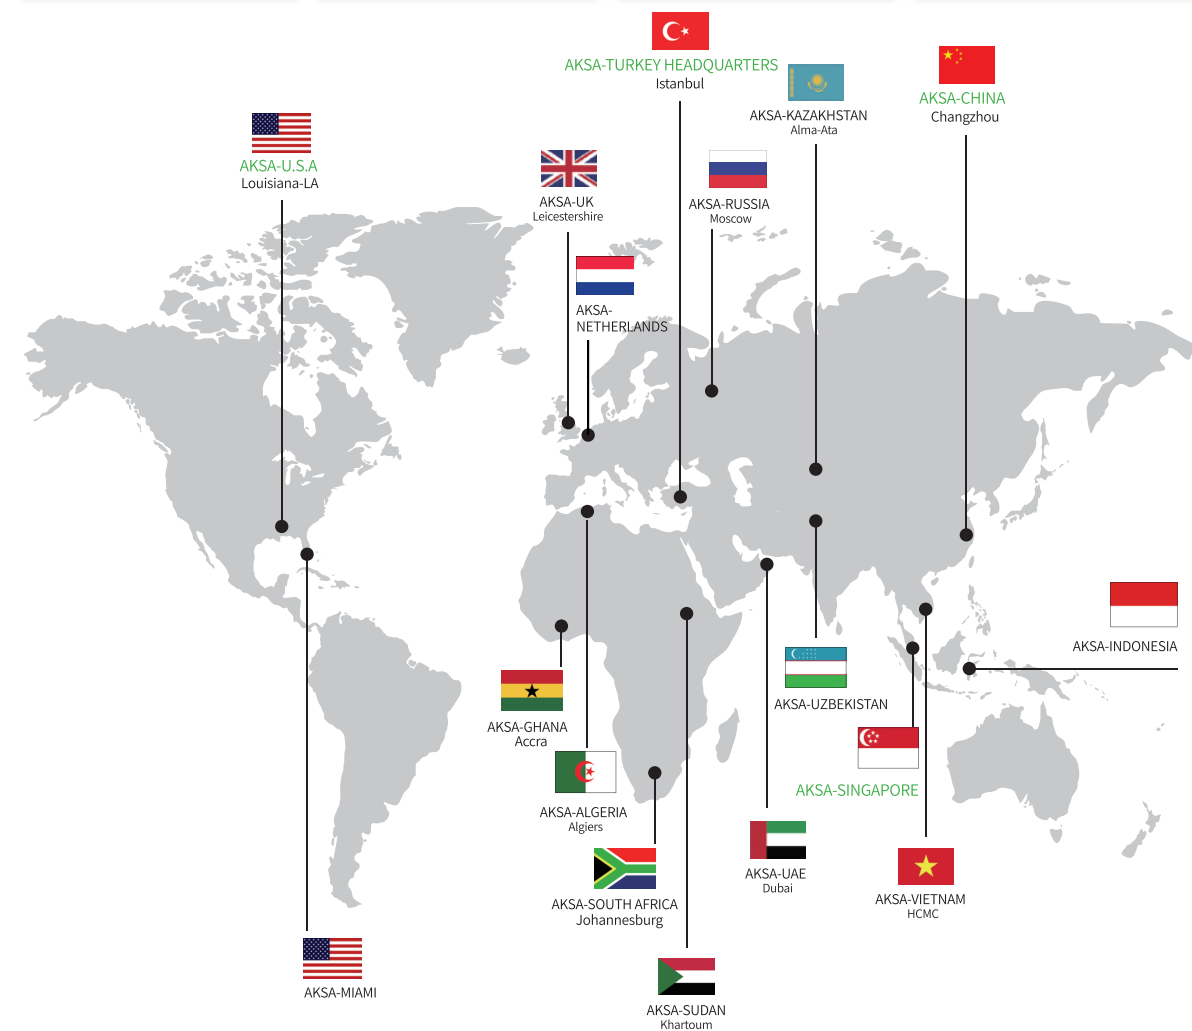 AKSA-TURKEY HEADQUARTERS
Istanbul
AKSA-KAZAKHSTAN
Alma-Ata
AKSA-CHINA
Changzhou
AKSA-U.S.A
Louisiana-LA
AKSA-UK
Leicestershire
AKSA-RUSSIA
Moscow
AKSA-
NETHERLANDS
AKSA-INDONESIA
AKSA-UZBEKISTAN
AKSA-GHANA
Accra
AKSA-SINGAPORE
AKSA-ALGERIA
Algiers
AKSA-UAE
Dubai
AKSA-VIETNAM
HCMC
AKSA-SOUTH AFRICA
Johannesburg
AKSA-MIAMI
AKSA-SUDAN
Khartoum